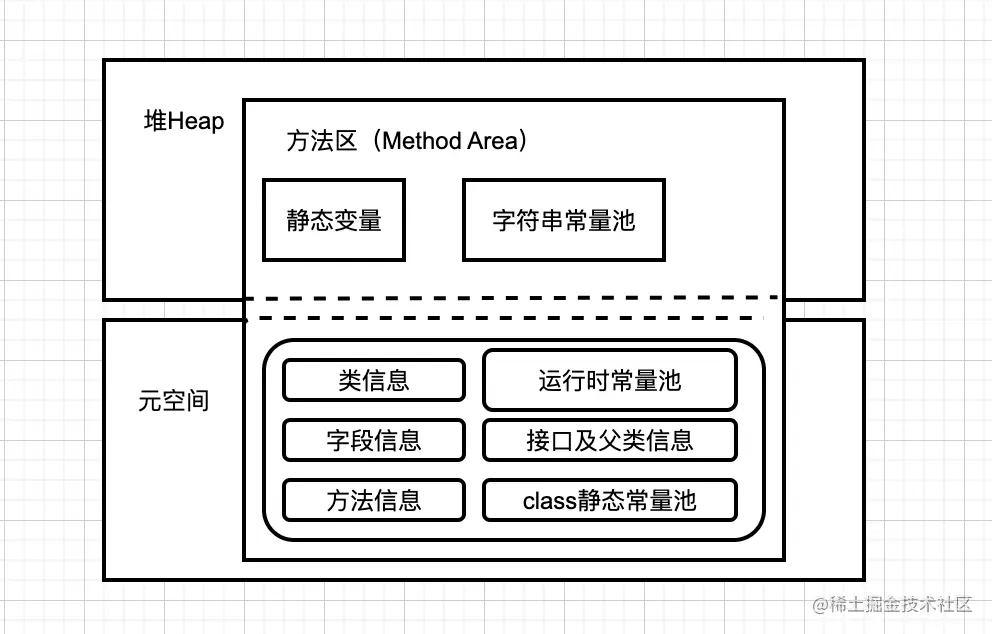 堆Heap
方法区（Method Area）
静态变量
字符串常量池
元空间
类信息
运行时常量池
字段信息
接口及父类信息
方法信息
class静态常量池
@稀土掘金技术社区